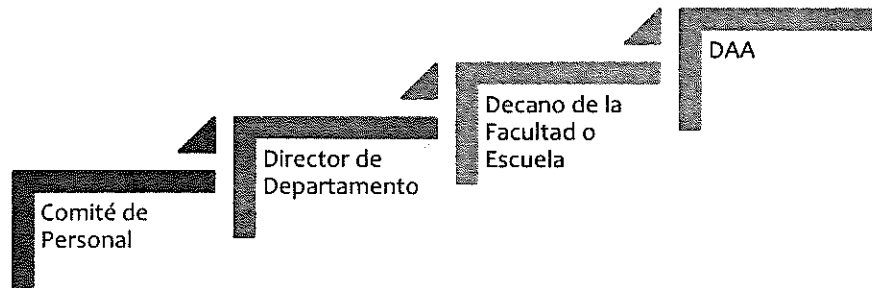 Comité de
Personal
Director de
Departamento
Decano de la
Facultad o
Escuela
DAA